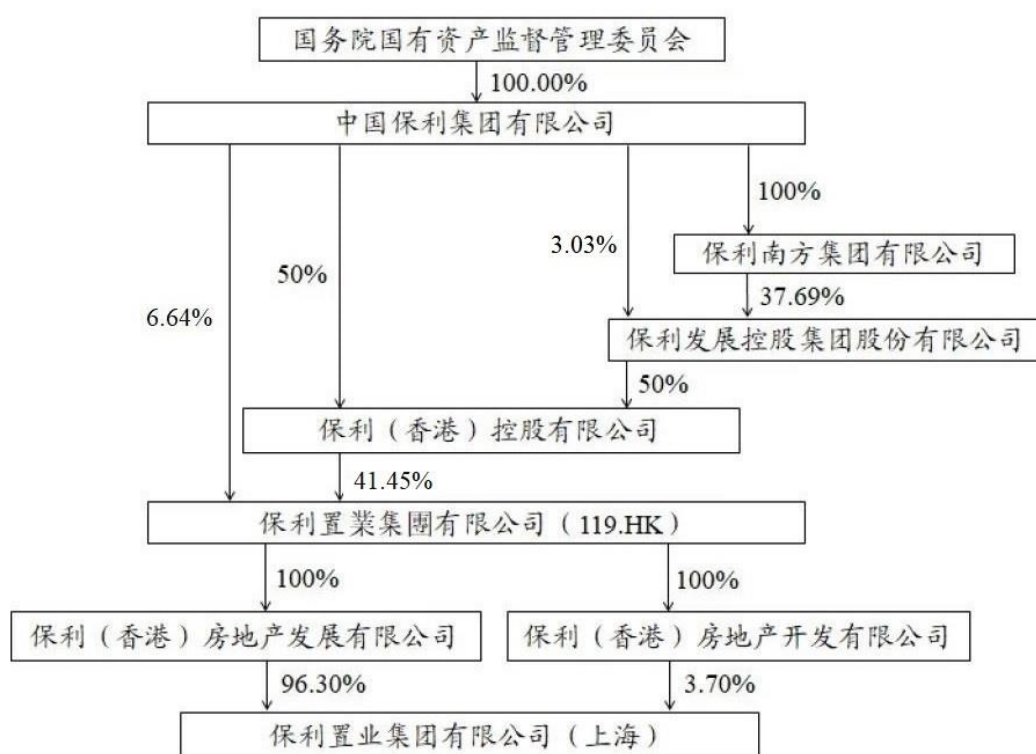 国务院国有资产监督管理委员会
100.00%
中国保利集团有限公司
100%
3.03%
保利南方集团有限公司
50%
37.69%
6.64%
保利发展控股集团股份有限公司
50%
保利（香港）控股有限公司
41.45%
保利置業集團有限公司（119.HK）
100%
100%
保利（香港）房地产发展有限公司
保利（香港）房地产开发有限公司
96.30%
3.70%
保利置业集团有限公司（上海）